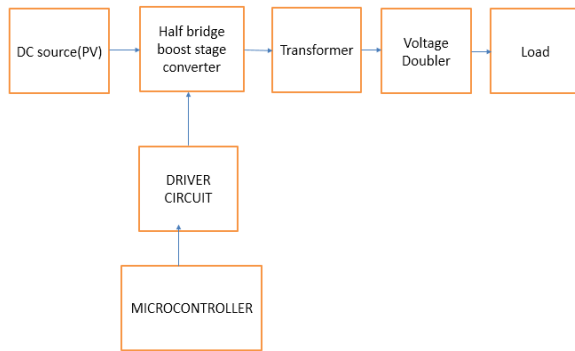 DC source(PV)
Half bridge
boost stage
converter
Transformer
Voltage
Doubler
Load
DRIVER
CIRCUIT
MICROCONTROLLER